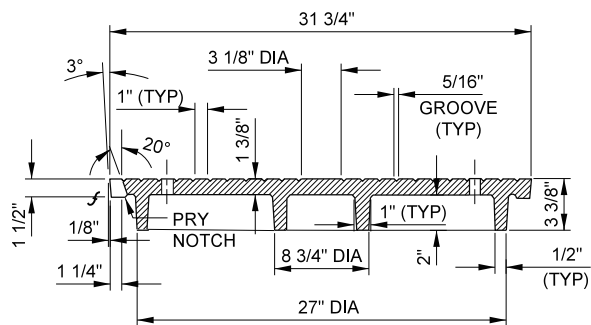 31 3/4"
3°
3 1/8" DIA
5/16"
GROOVE
(TYP)
1" (TYP)
1 3/8"
20°
1 1/2"
1/8"
PRY
NOTCH
1" (TYP)
2"
3 3/8"
8 3/4" DIA
1/2"
(TYP)
1 1/4"
27" DIA